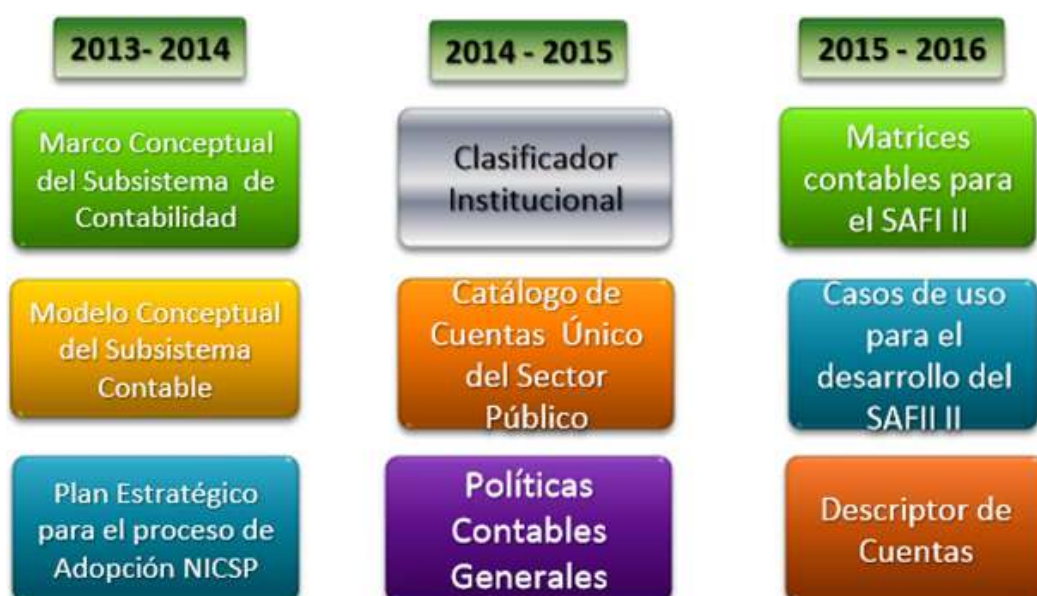 2013- 2014
Marco Conceptual
del Subsistema de
Contabilidad
Modelo Conceptual
del Subsistema
Contable
Plan Estratégico
para el proceso de
Adopción NICSP
2014 - 2015
Clasificador
Institucional
Catálogo de
Cuentas Único
del Sector
Público
Políticas
Contables
Generales
2015 - 2016
Matrices
contables para
el SAFI II
Casos de uso
para el
desarrollo del
SAFII II
Descriptor de
Cuentas